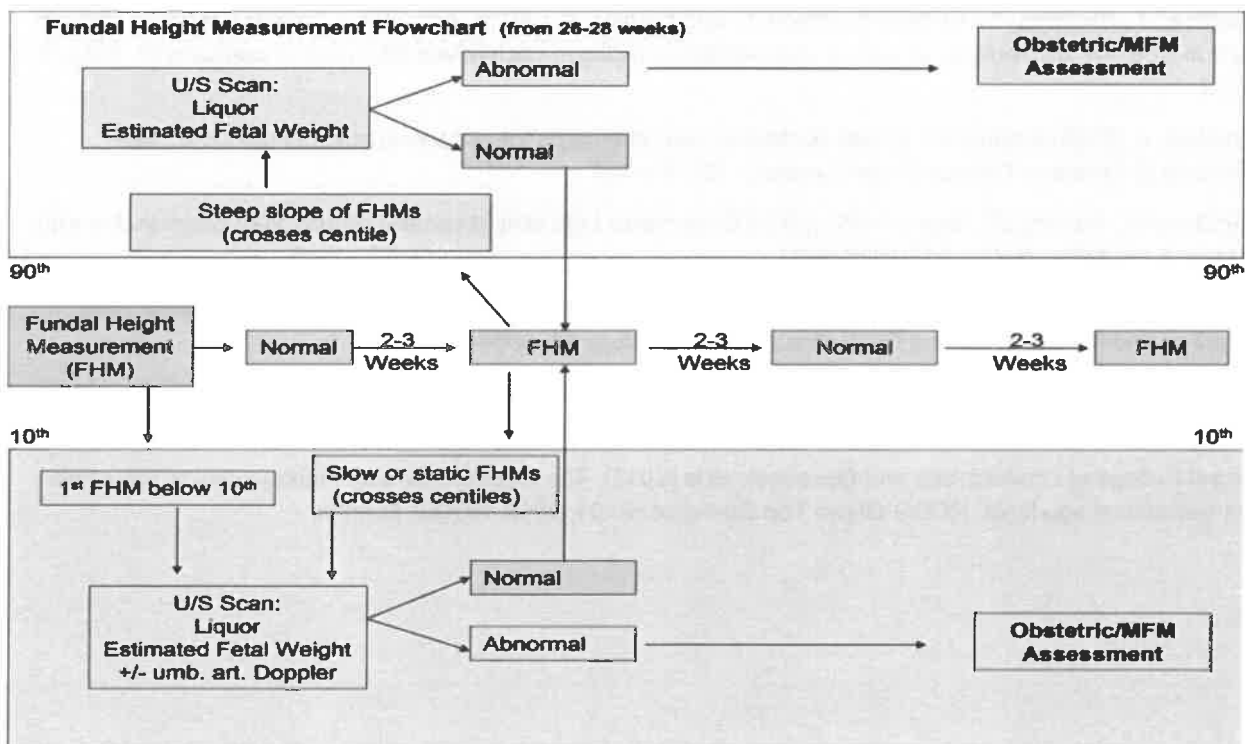 Fundal Height Measurement Flowchart (from 26-28 weeks)
Obstetric/MFM
Assessment
Abnormal
U/S Scan:
Liquor
Estimated Fetal Weight
Normal
Steep slope of FHMs
(crosses centile)
90th
90th
Fundal Height
Measurement
(FHM)
Normal
2-3
Weeks
FHM
2-3
Weeks
Normal
2-3
Weeks
FHM
10th
10th
1st FHM below 10th
Slow or static FHMs
(crosses centiles)
Normal
U/S Scan:
Liquor
Estimated Fetal Weight
+/- umb. art. Doppler
Abnormal
Obstetric/MFM
Assessment